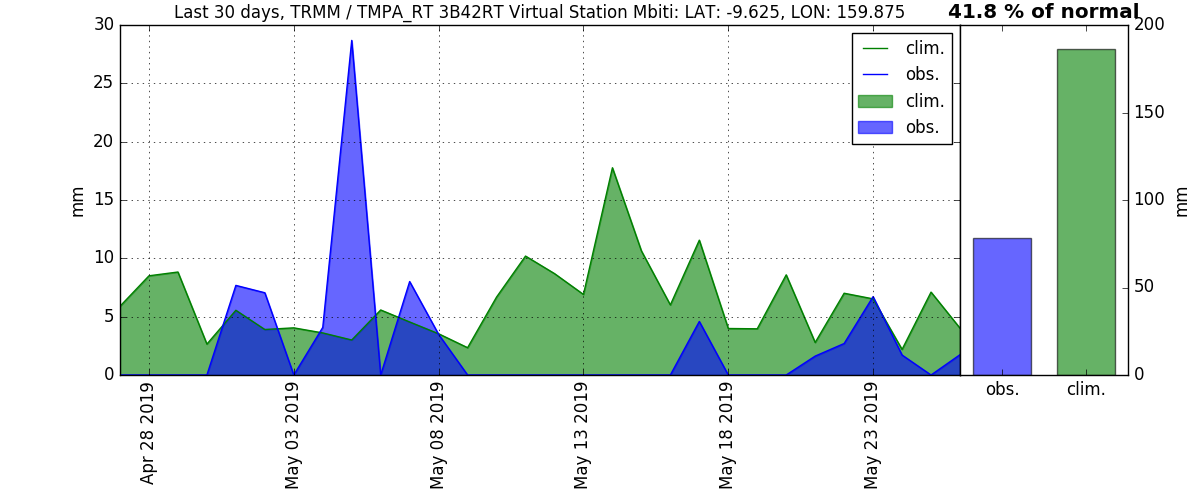 Last 30 days, TRMM / TMPA_RT 3B42RT Virtual Station Mbiti: LAT: -9.625, LON: 159.875
41.8 % of normal
30
25
20
15
10
5
0
mm
clim.
obs.
clim.
obs.
200
150
100
50
0
mm
obs.
clim.
Apr 28 2019
May 03 2019
May 08 2019
May 13 2019
May 18 2019
May 23 2019